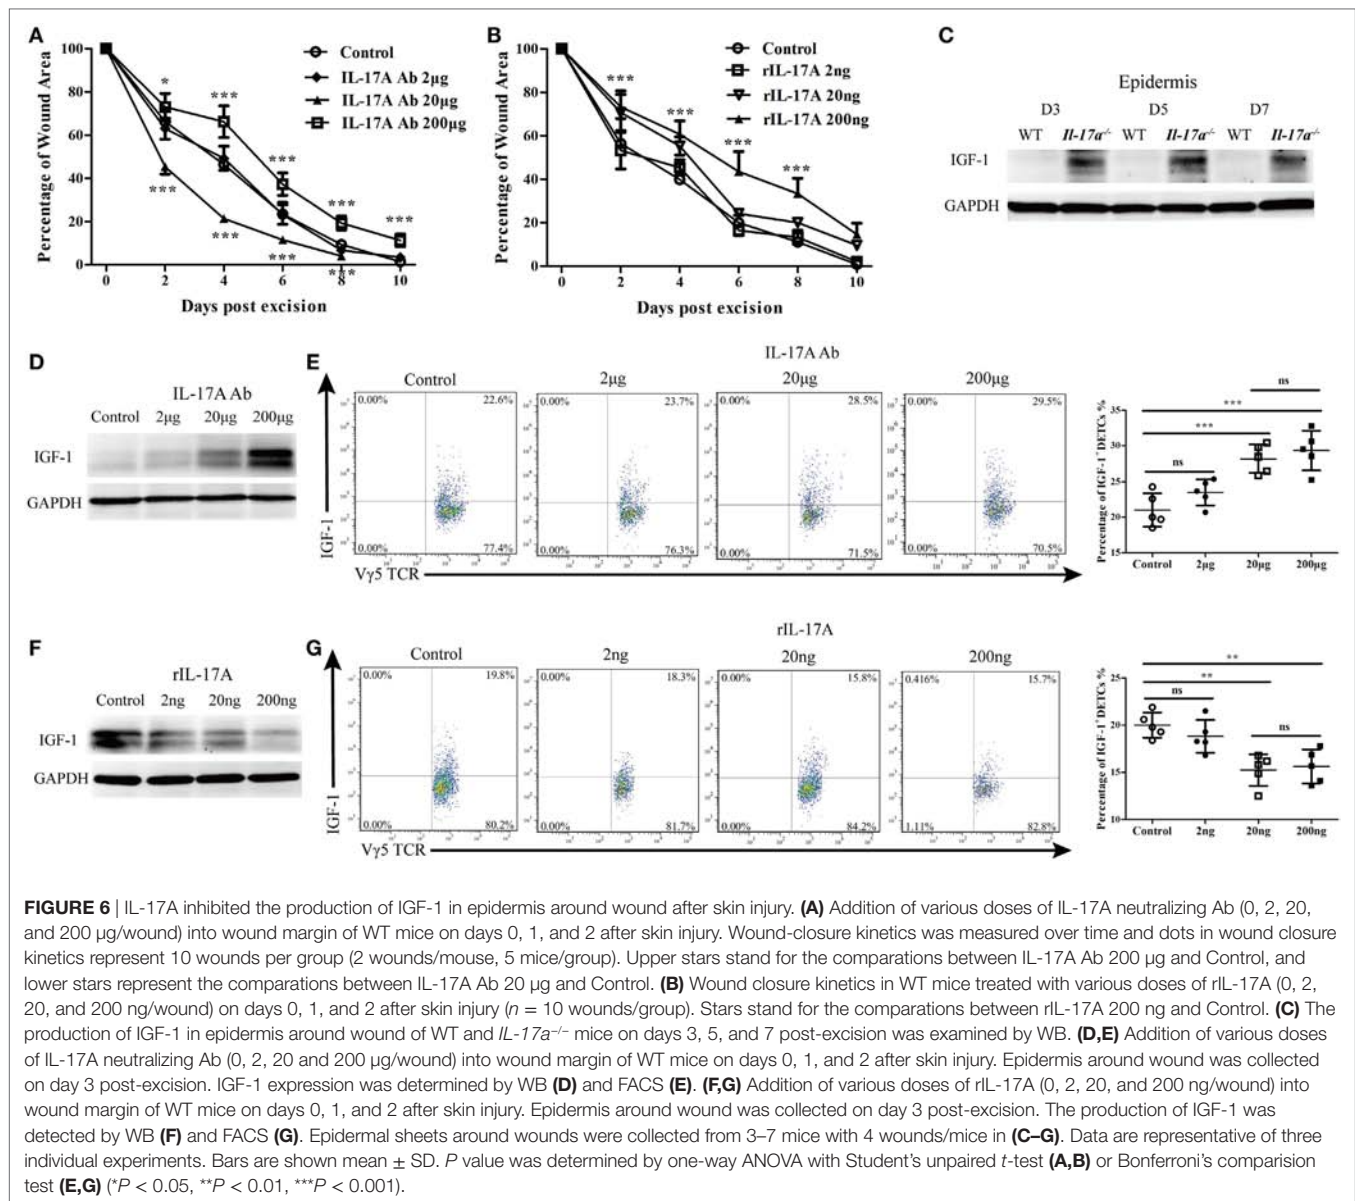 A
100
80
60
40
20
0
Percentage of Wound Area
0 2 4 6 8 10
Days post excision
Control
IL-17A Ab 2μg
IL-17A Ab 20μg
IL-17A Ab 200μg
* *** *** *** ***
*** *** *** ***
B
100
80
60
40
20
0
Percentage of Wound Area
0 2 4 6 8 10
Days post excision
Control
rIL-17A 2ng
rIL-17A 20ng
rIL-17A 200ng
*** *** *** ***
C
Epidermis
D3 D5 D7
WT Il-17a-/- WT Il-17a-/- WT Il-17a-/-
IGF-1
GAPDH
D
IL-17A Ab
Control 2μg 20μg 200μg
IGF-1
GAPDH
E
IL-17A Ab
Control 2μg 20μg 200μg
0.00% 22.6% 0.00% 23.7% 0.00% 28.5% 0.00% 29.5%
0.00% 77.4% 0.00% 76.3% 0.00% 71.5% 0.00% 70.5%
IGF-1
Vγ5 TCR
Percentage of IGF-1+DETCs %
35
30
25
20
15
ns
***
***
ns
Control 2μg 20μg 200μg
F
rIL-17A
Control 2ng 20ng 200ng
IGF-1
GAPDH
G
rIL-17A
Control 2ng 20ng 200ng
0.00% 19.8% 0.00% 18.3% 0.00% 15.8% 0.416% 15.7%
0.00% 80.2% 0.00% 81.7% 0.00% 84.2% 1.11% 82.8%
IGF-1
Vγ5 TCR
Percentage of IGF-1+DETCs %
25
20
15
10
**
**
ns
ns
Control 2ng 20ng 200ng
FIGURE 6 | IL-17A inhibited the production of IGF-1 in epidermis around wound after skin injury. (A) Addition of various doses of IL-17A neutralizing Ab (0, 2, 20,
and 200 μg/wound) into wound margin of WT mice on days 0, 1, and 2 after skin injury. Wound-closure kinetics was measured over time and dots in wound closure
kinetics represent 10 wounds per group (2 wounds/mouse, 5 mice/group). Upper stars stand for the comparations between IL-17A Ab 200 μg and Control, and
lower stars represent the comparations between IL-17A Ab 20 μg and Control. (B) Wound closure kinetics in WT mice treated with various doses of rIL-17A (0, 2,
20, and 200 ng/wound) on days 0, 1, and 2 after skin injury (n = 10 wounds/group). Stars stand for the comparations between rIL-17A 200 ng and Control. (C) The
production of IGF-1 in epidermis around wound of WT and IL-17a−/− mice on days 3, 5, and 7 post-excision was examined by WB. (D,E) Addition of various doses
of IL-17A neutralizing Ab (0, 2, 20 and 200 μg/wound) into wound margin of WT mice on days 0, 1, and 2 after skin injury. Epidermis around wound was collected
on day 3 post-excision. IGF-1 expression was determined by WB (D) and FACS (E). (F,G) Addition of various doses of rIL-17A (0, 2, 20, and 200 ng/wound) into
wound margin of WT mice on days 0, 1, and 2 after skin injury. Epidermis around wound was collected on day 3 post-excision. The production of IGF-1 was
detected by WB (F) and FACS (G). Epidermal sheets around wounds were collected from 3–7 mice with 4 wounds/mice in (C–G). Data are representative of three
individual experiments. Bars are shown mean ± SD. P value was determined by one-way ANOVA with Student's unpaired t-test (A,B) or Bonferroni's comparision
test (E,G) (*P < 0.05, **P < 0.01, ***P < 0.001).